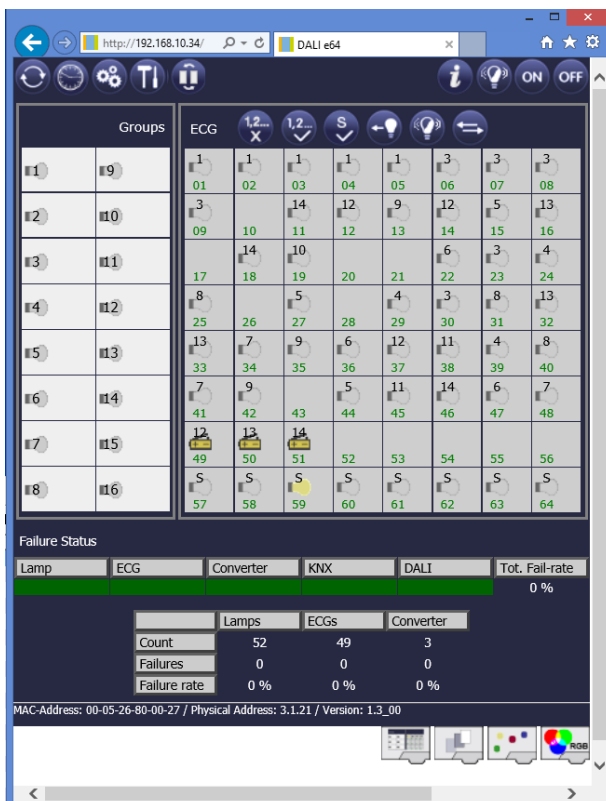 http://192.168.10.34/ DALI e64
i ON OFF
Groups ECG 1,2... X 1,2... S
1 9 1 1 1 1 1 3 3 3
01 02 03 04 05 06 07 08
2 10 3 14 12 9 12 5 13
09 10 11 12 13 14 15 16
3 11 14 10 6 3 4
17 18 19 20 21 22 23 24
4 12 8 5 4 3 8 13
25 26 27 28 29 30 31 32
5 13 13 7 9 6 12 11 4 8
33 34 35 36 37 38 39 40
6 14 7 9 5 11 14 6 7
41 42 43 44 45 46 47 48
7 15 12 13 14
49 50 51 52 53 54 55 56
8 16 S S S S S S S S
57 58 59 60 61 62 63 64
Failure Status
Lamp ECG Converter KNX DALI Tot. Fail-rate
0 %
Lamps ECGs Converter
Count 52 49 3
Failures 0 0 0
Failure rate 0 % 0 % 0 %
MAC-Address: 00-05-26-80-00-27 / Physical Address: 3.1.21 / Version: 1.3_00
RGB